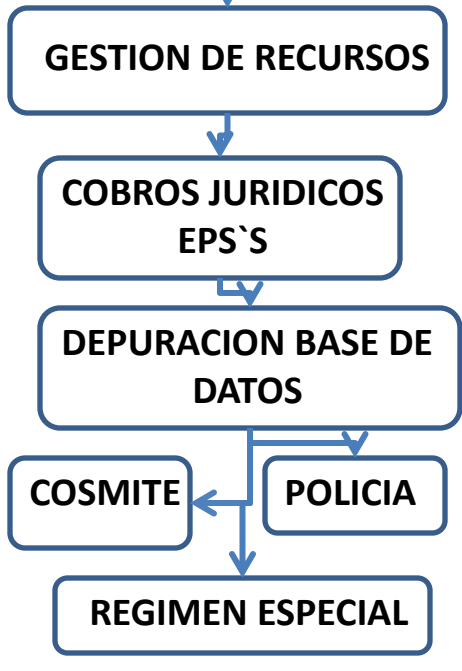 GESTION DE RECURSOS
COBROS JURIDICOS
EPS`S
DEPURACION BASE DE
DATOS
COSMITE
POLICIA
REGIMEN ESPECIAL